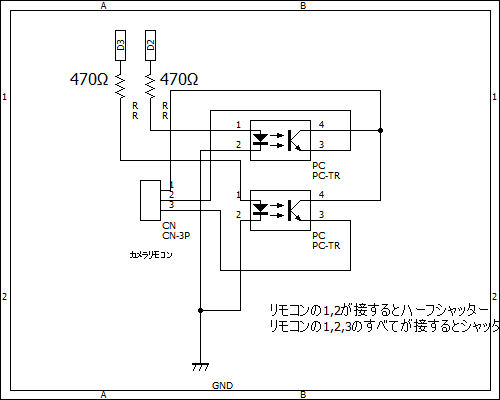 A B
D3 D2
470Ω 470Ω
1 1
R R
R R
1 4
2 3
PC
PC-TR
1
2
3
1 4
2 3
CN
CN-3P
PC
PC-TR
カメラリモコン
2 2
リモコンの1,2が接するとハーフシャッター
リモコンの1,2,3のすべてが接するとシャッタ
GND
A B